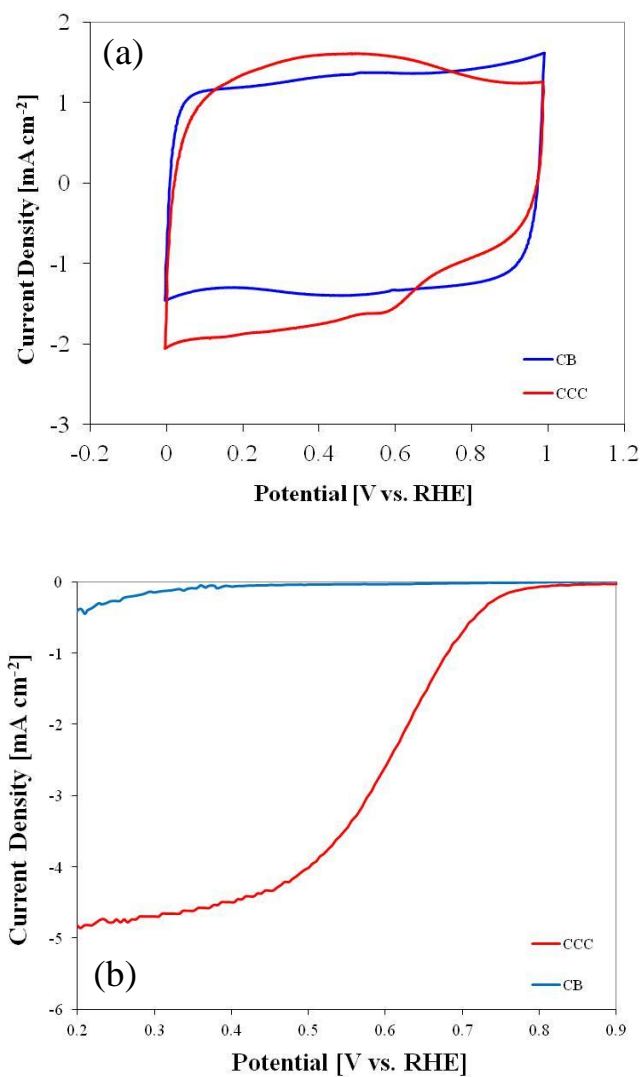 (a)
2
1
0
-1
-2
-3
Current Density [mA cm-2]
CB
CCC
-0.2 0 0.2 0.4 0.6 0.8 1 1.2
Potential [V vs. RHE]
0
-1
-2
-3
-4
-5
-6
Current Density [mA cm-2]
(b)
CCC
CB
0.2 0.3 0.4 0.5 0.6 0.7 0.8 0.9
Potential [V vs. RHE]